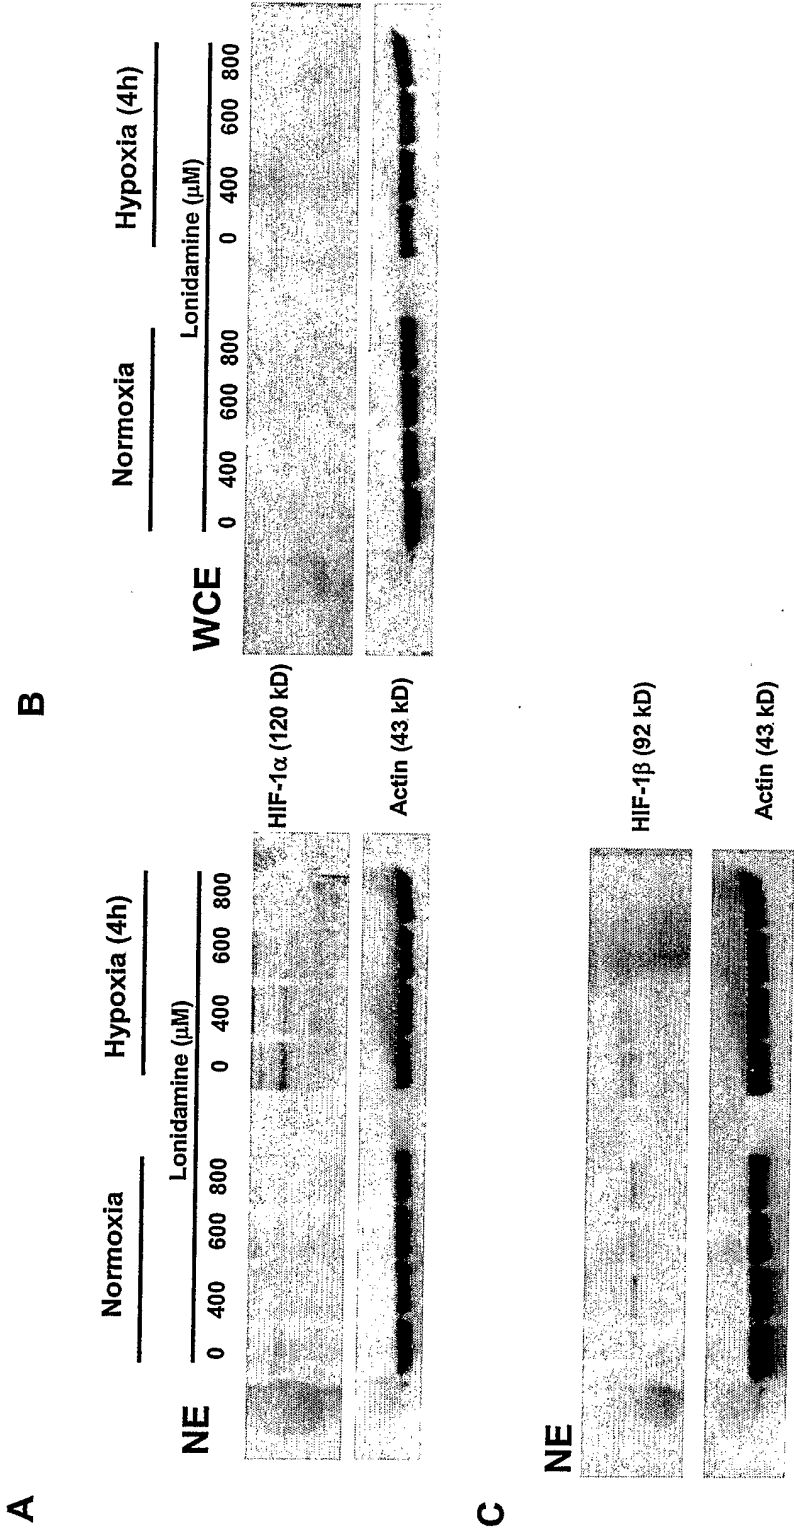 A
Normoxia Hypoxia (4h)
Lonidamine (μM)
NE 0 400 600 800 0 400 600 800
HIF-1α (120 kD)
Actin (43 kD)
B
Normoxia Hypoxia (4h)
Lonidamine (μM)
WCE 0 400 600 800 0 400 600 800
C
NE
HIF-1β (92 kD)
Actin (43 kD)